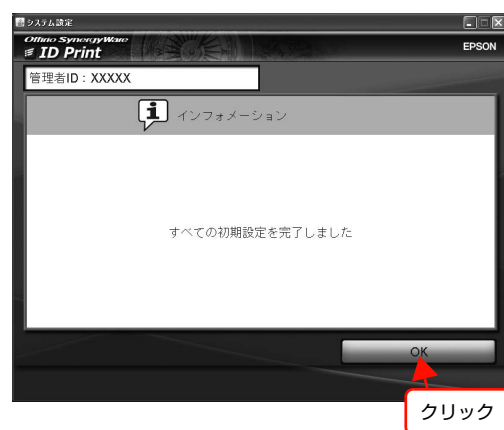 システム設定
Offirio SynergyWare
ID Print
EPSON
管理者ID：XXXXX
インフォメーション
すべての初期設定を完了しました
OK
クリック